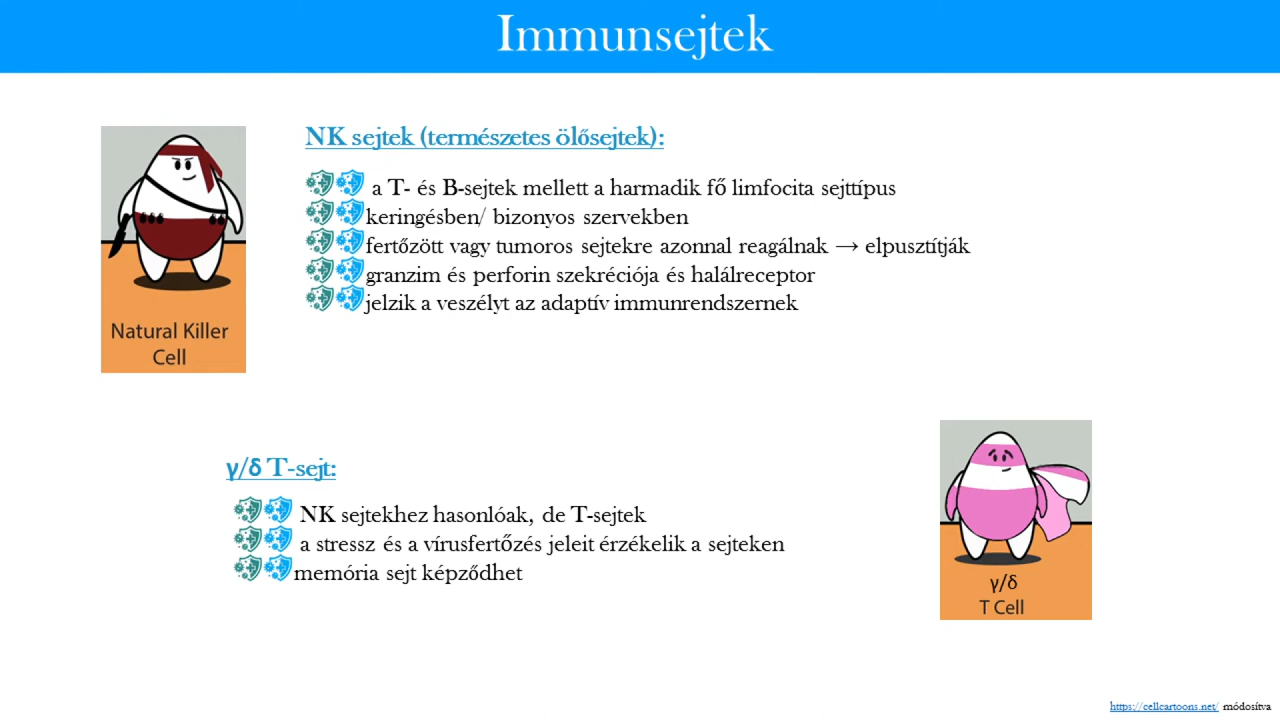 Immunsejtek
NK sejtek (természetes ölősejtek):
a T- és B-sejtek mellett a harmadik fő limfocita sejttípus
keringésben/ bizonyos szervekben
fertőzött vagy tumoros sejtekre azonnal reagálnak → elpusztítják
granzim és perforin szekréciója és halálreceptor
jelzik a veszélyt az adaptív immunrendszernek
Natural Killer
Cell
γ/δ T-sejt:
NK sejtekhez hasonlóak, de T-sejtek
a stressz és a vírusfertőzés jeleit érzékelik a sejteken
memória sejt képződhet
γ/δ
T Cell
https://cellcartoons.net/ módosítva